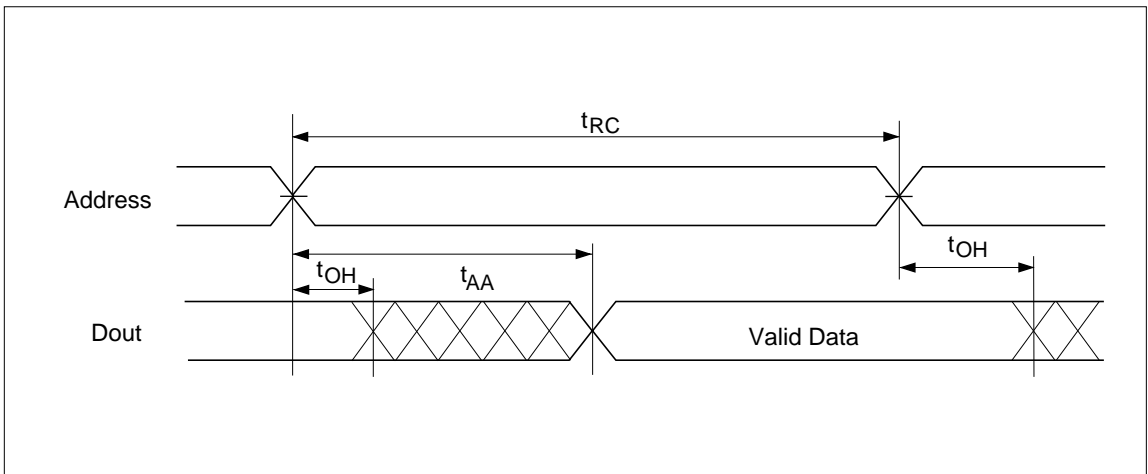 tRC
Address
tOH
tAA
tOH
Dout
Valid Data